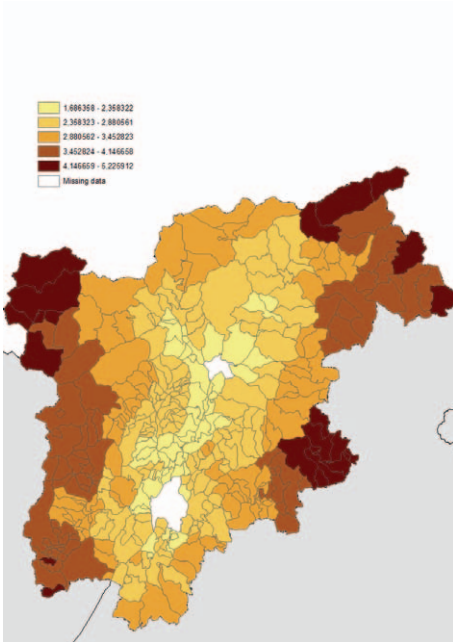 1,686358 - 2,358322
2,358323 - 2,880561
2,880562 - 3,452823
3,452824 - 4,146658
4,146659 - 5,225912
Missing data